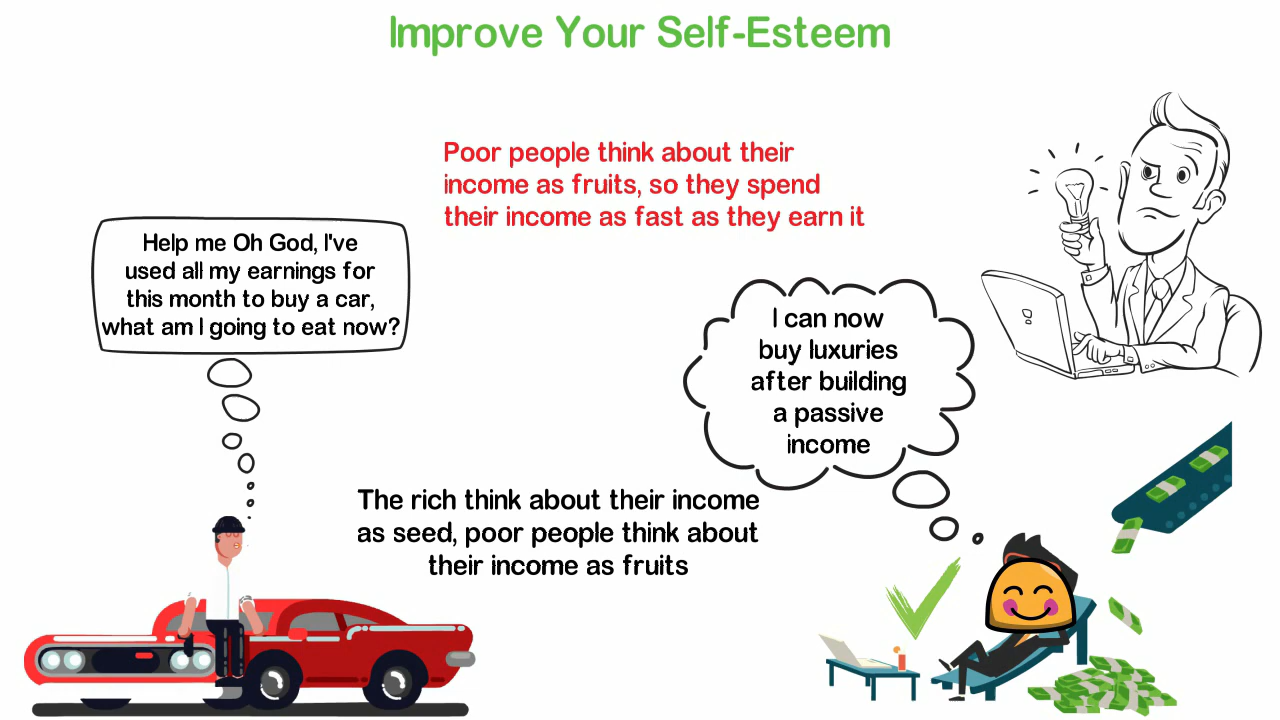 Improve Your Self-Esteem
Poor people think about their
income as fruits, so they spend
their income as fast as they earn it
Help me Oh God, I've
used all my earnings for
this month to buy a car,
what am I going to eat now?
I can now
buy luxuries
after building
a passive
income
The rich think about their income
as seed, poor people think about
their income as fruits